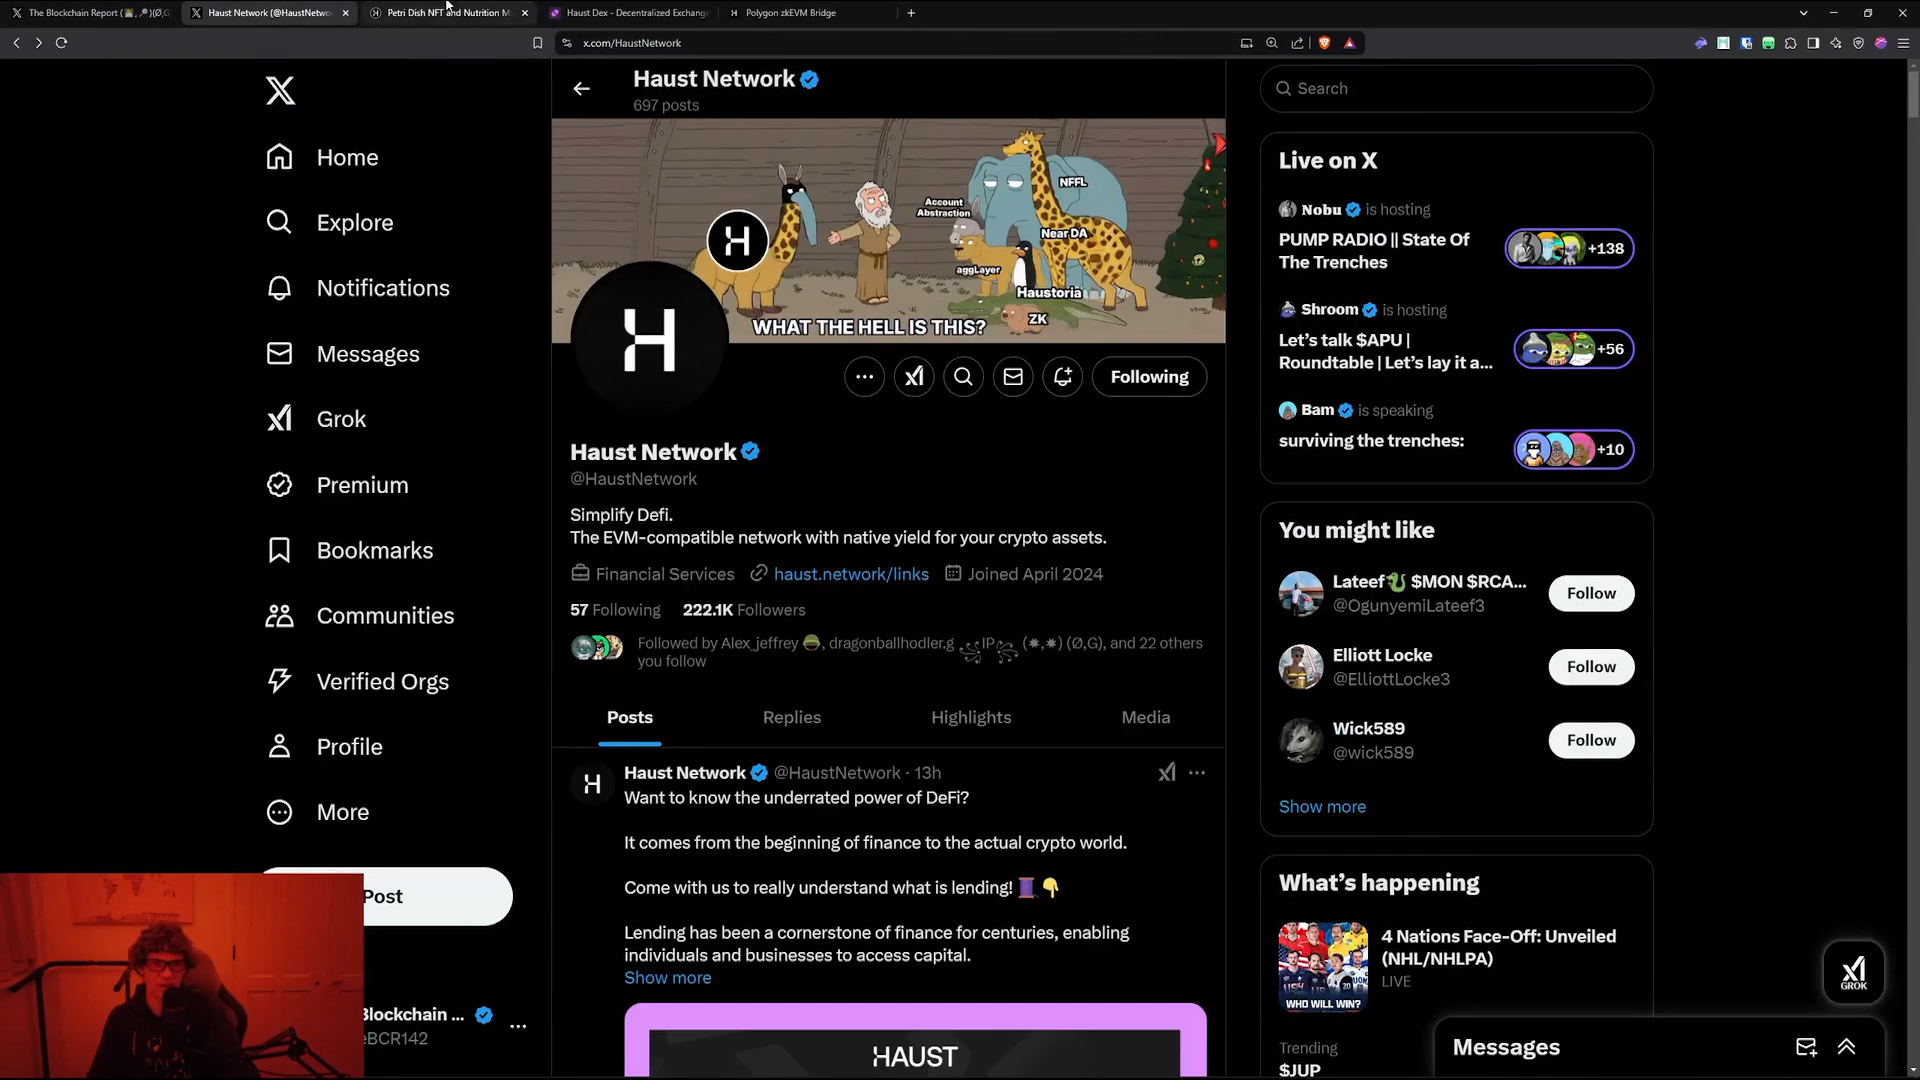 The Blockchain Report
Haust Network (@HaustNetwo
Petri Dish NFT and Nutrition M
Haust Dex - Decentralized Exchang
Polygon zkEVM Bridge
x.com/HaustNetwork
Home
Explore
Notifications
Messages
Grok
Premium
Bookmarks
Communities
Verified Orgs
Profile
More
Post
Blockchain ...
eBCR142
Haust Network
697 posts
Account
Abstraction
NFFL
Near DA
aggLayer
Haustoria
ZK
WHAT THE HELL IS THIS?
Following
Haust Network
@HaustNetwork
Simplify Defi.
The EVM-compatible network with native yield for your crypto assets.
Financial Services haust.network/links Joined April 2024
57 Following 222.1K Followers
Followed by Alex_jeffrey, dragonballhodler.g IP (Ø,G), and 22 others
you follow
Posts Replies Highlights Media
Haust Network @HaustNetwork · 13h
Want to know the underrated power of DeFi?
It comes from the beginning of finance to the actual crypto world.
Come with us to really understand what is lending! 🧵👇
Lending has been a cornerstone of finance for centuries, enabling
individuals and businesses to access capital.
Show more
HAUST
Search
Live on X
Nobu is hosting
PUMP RADIO || State Of
The Trenches
+138
Shroom is hosting
Let's talk $APU |
Roundtable | Let's lay it a...
+56
Bam is speaking
surviving the trenches:
+10
You might like
Lateef🐍 $MON $RCA...
@OgunyemiLateef3
Follow
Elliott Locke
@ElliottLocke3
Follow
Wick589
@wick589
Follow
Show more
What's happening
4 Nations Face-Off: Unveiled
(NHL/NHLPA)
LIVE
WHO WILL WIN?
Trending
$JUP
GROK
Messages